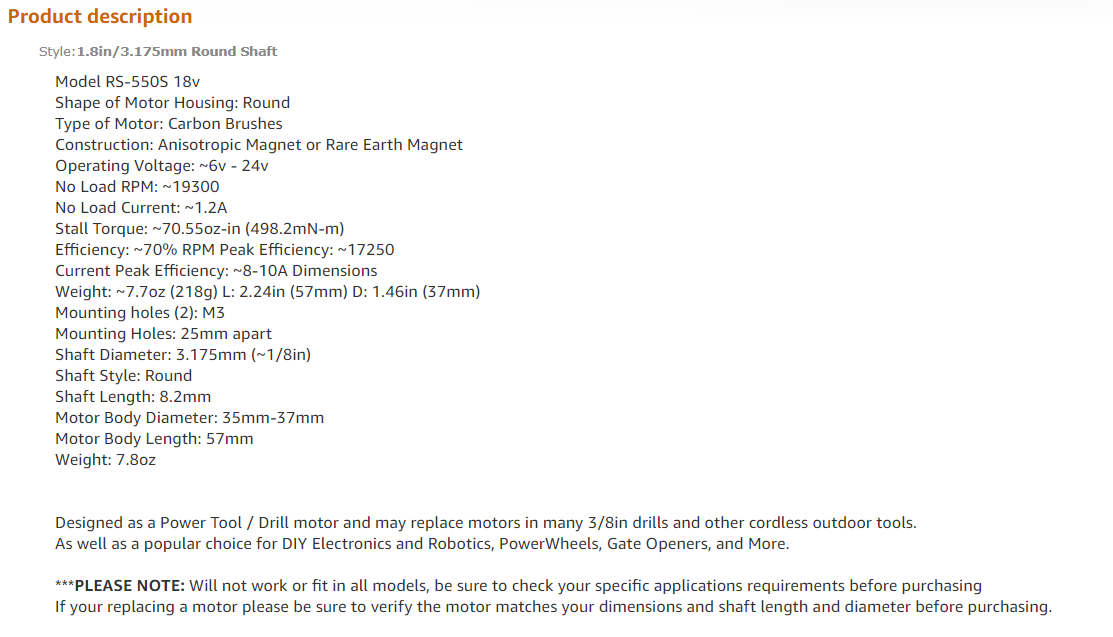 Product description
Style:1.8in/3.175mm Round Shaft
Model RS-550S 18v
Shape of Motor Housing: Round
Type of Motor: Carbon Brushes
Construction: Anisotropic Magnet or Rare Earth Magnet
Operating Voltage: ~6v - 24v
No Load RPM: ~19300
No Load Current: ~1.2A
Stall Torque: ~70.55oz-in (498.2mN-m)
Efficiency: ~70% RPM Peak Efficiency: ~17250
Current Peak Efficiency: ~8-10A Dimensions
Weight: ~7.7oz (218g) L: 2.24in (57mm) D: 1.46in (37mm)
Mounting holes (2): M3
Mounting Holes: 25mm apart
Shaft Diameter: 3.175mm (~1/8in)
Shaft Style: Round
Shaft Length: 8.2mm
Motor Body Diameter: 35mm-37mm
Motor Body Length: 57mm
Weight: 7.8oz
Designed as a Power Tool / Drill motor and may replace motors in many 3/8in drills and other cordless outdoor tools.
As well as a popular choice for DIY Electronics and Robotics, PowerWheels, Gate Openers, and More.
***PLEASE NOTE: Will not work or fit in all models, be sure to check your specific applications requirements before purchasing
If your replacing a motor please be sure to verify the motor matches your dimensions and shaft length and diameter before purchasing.